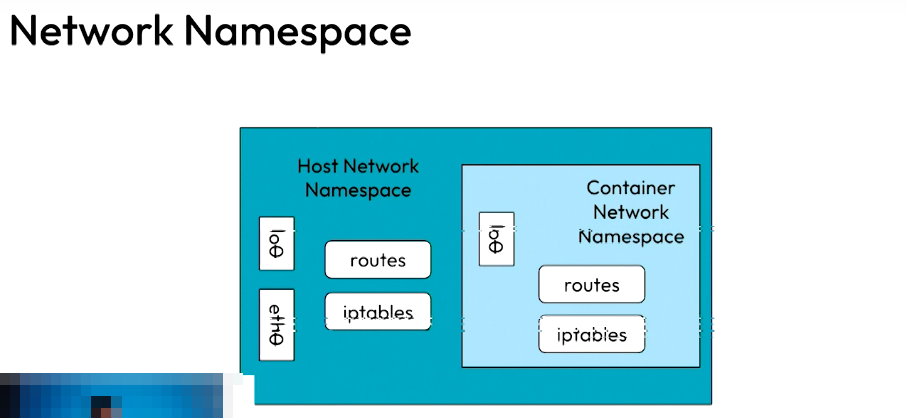 Network Namespace
Host Network
Namespace
lo0
eth0
routes
iptables
Container
Network
Namespace
lo0
routes
iptables